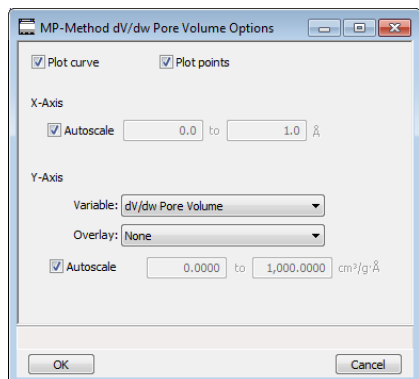 MP-Method dV/dw Pore Volume Options
Plot curve Plot points
X-Axis
Autoscale 0.0 to 1.0 Å
Y-Axis
Variable: dV/dw Pore Volume
Overlay: None
Autoscale 0.0000 to 1,000.0000 cm³/g·Å
OK Cancel